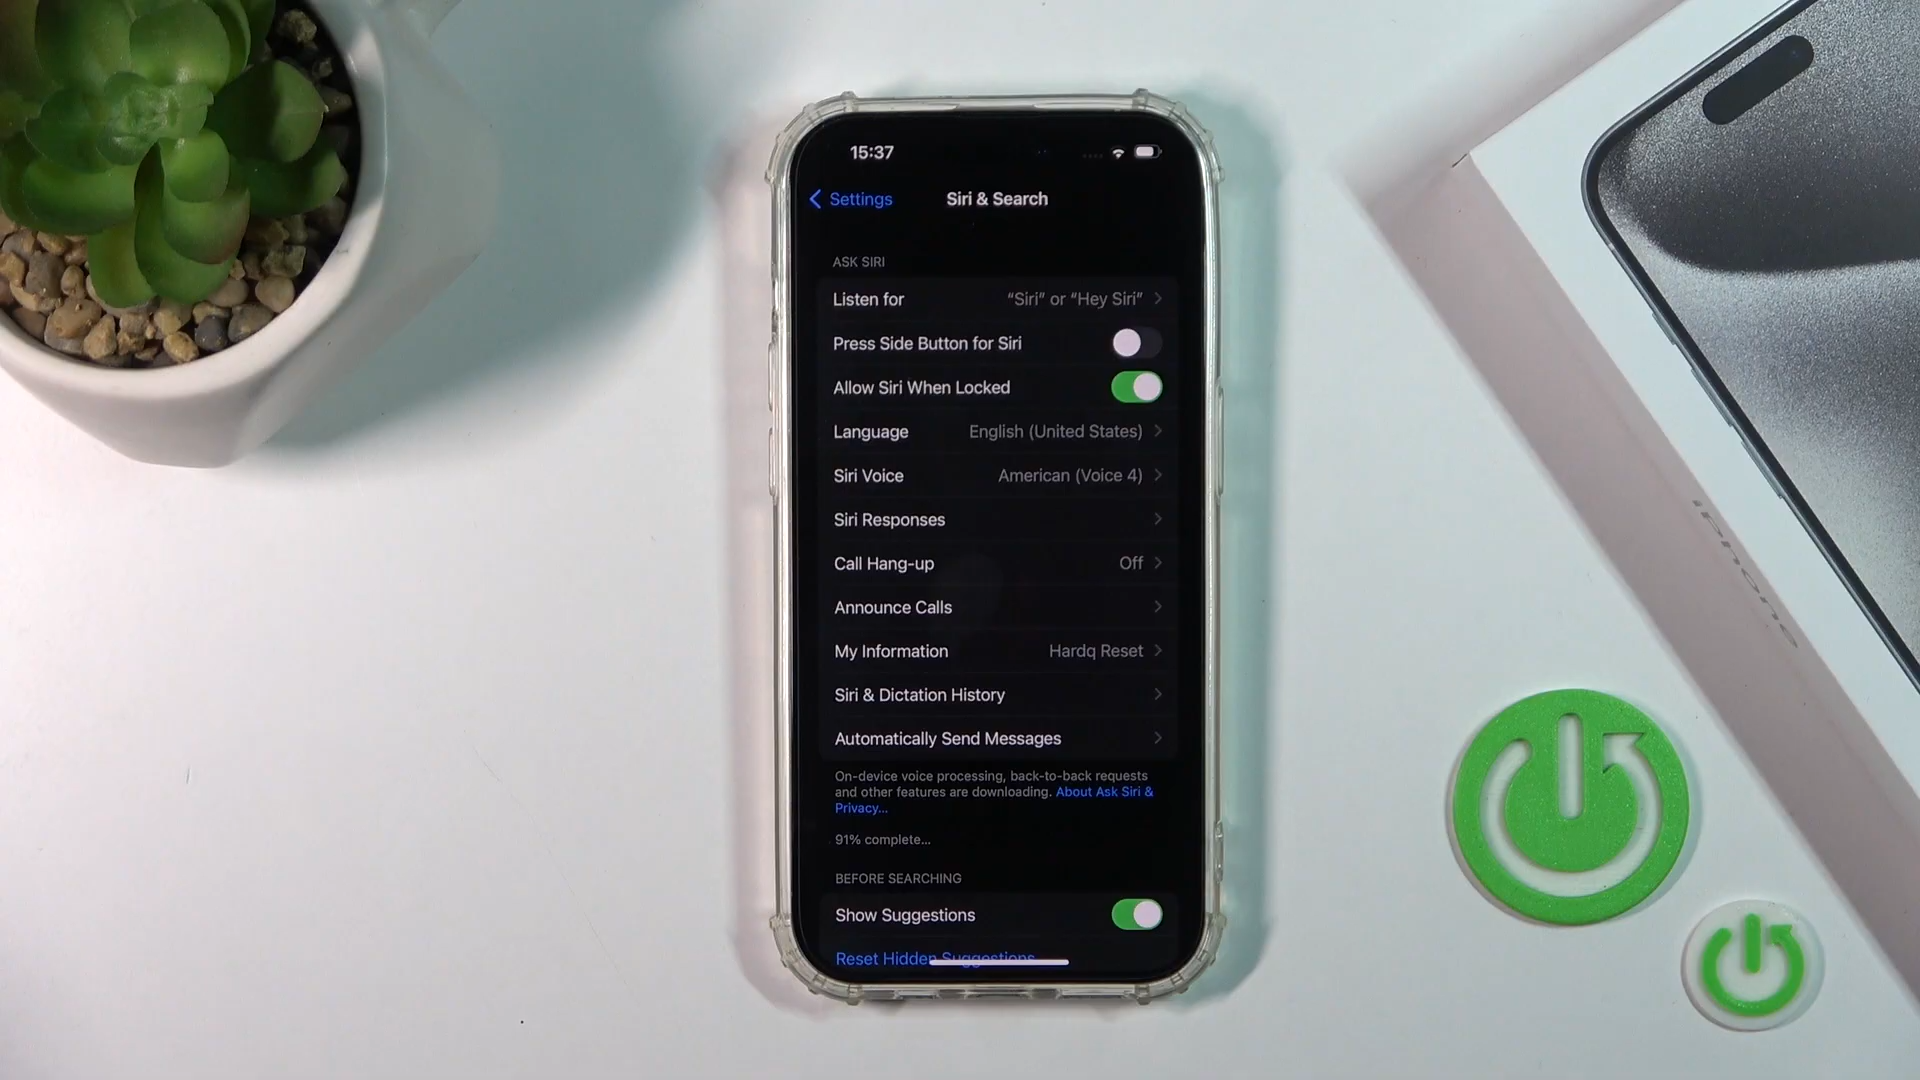 15:37
Settings
Siri & Search
ASK SIRI
Listen for “Siri” or “Hey Siri”
Press Side Button for Siri
Allow Siri When Locked
Language English (United States)
Siri Voice American (Voice 4)
Siri Responses
Call Hang-up Off
Announce Calls
My Information Hardq Reset
Siri & Dictation History
Automatically Send Messages
On-device voice processing, back-to-back requests
and other features are downloading. About Ask Siri &
Privacy...
91% complete...
BEFORE SEARCHING
Show Suggestions
Reset Hidden Suggestions
iPhone